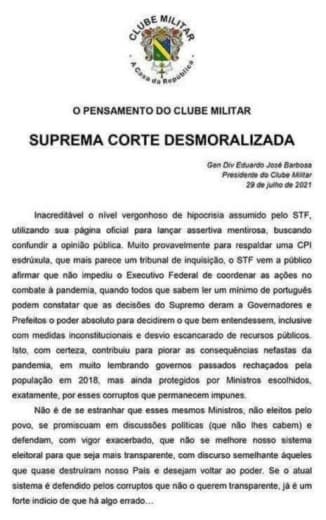 CLUBE MILITAR
A Casa da República
O PENSAMENTO DO CLUBE MILITAR
SUPREMA CORTE DESMORALIZADA
Gen Div Eduardo José Barbosa
Presidente do Clube Militar
29 de julho de 2021
Inacreditável o nível vergonhoso de hipocrisia assumido pelo STF,
utilizando sua página oficial para lançar assertiva mentirosa, buscando
confundir a opinião pública. Muito provavelmente para respaldar uma CPI
esdrúxula, que mais parece um tribunal de inquisição, o STF vem a público
afirmar que não impediu o Executivo Federal de coordenar as ações no
combate à pandemia, quando todos que sabem ler um mínimo de português
podem constatar que as decisões do Supremo deram a Governadores e
Prefeitos o poder absoluto para decidirem o que bem entendessem, inclusive
com medidas inconstitucionais e desvio escancarado de recursos públicos.
Isto, com certeza, contribuiu para piorar as consequências nefastas da
pandemia, em muito lembrando governos passados rechaçados pela
população em 2018, mas ainda protegidos por Ministros escolhidos,
exatamente, por esses corruptos que permanecem impunes.
Não é de se estranhar que esses mesmos Ministros, não eleitos pelo
povo, se promiscuam em discussões políticas (que não lhes cabem) e
defendam, com vigor exacerbado, que não se melhore nosso sistema
eleitoral para que seja mais transparente, com discurso semelhante àqueles
que quase destruíram nosso País e desejam voltar ao poder. Se o atual
sistema é defendido pelos corruptos que não o querem transparente, já é um
forte indício de que há algo errado…